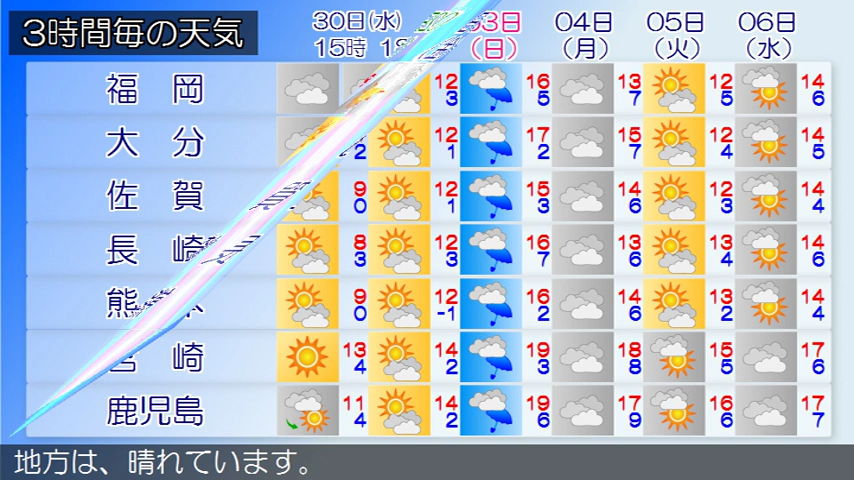 3時間毎の天気
30日(水) 03日 04日 05日 06日
15時 18 (日) (月) (火) (水)
福岡 12 3 16 5 13 7 12 5 14 6
大分 2 12 1 17 2 15 7 12 4 14 5
佐賀 9 0 12 1 15 3 14 6 12 3 14 4
長崎 8 3 12 3 16 7 13 6 13 4 14 6
熊本 9 0 12 -1 16 2 14 6 13 2 14 4
宮崎 13 4 14 2 19 3 18 8 15 5 17 6
鹿児島 11 4 14 2 19 6 17 9 16 6 17 7
地方は、晴れています。